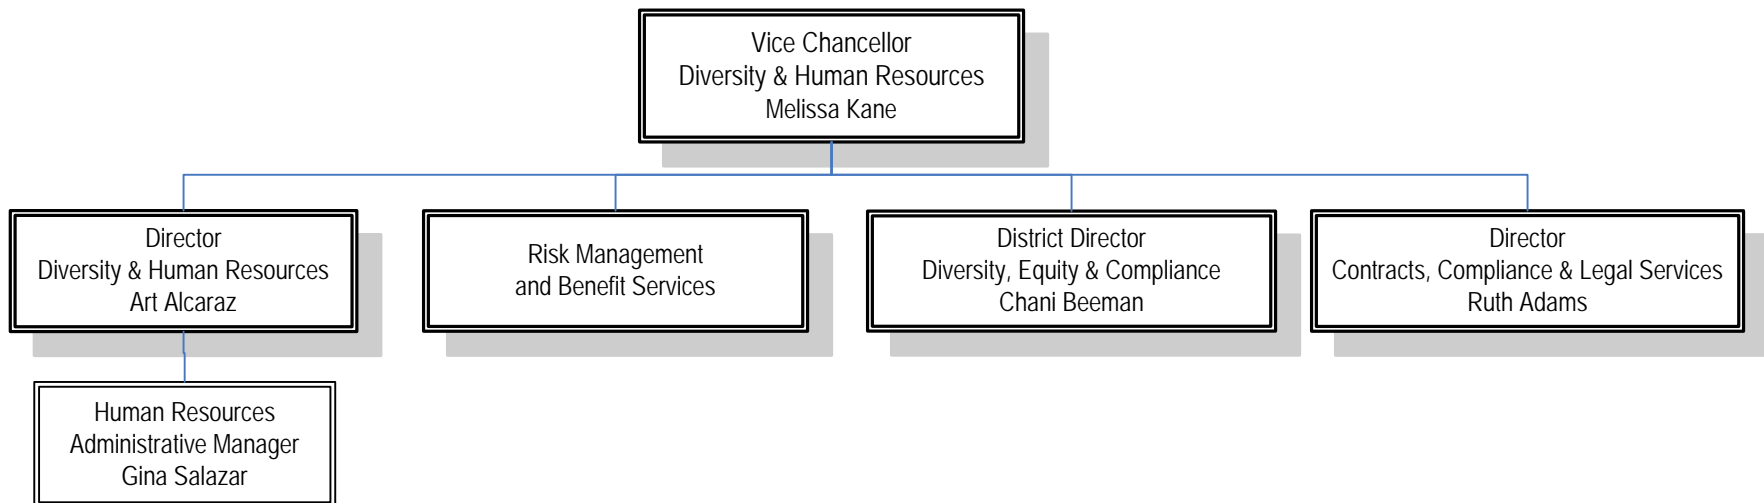 Vice Chancellor
Diversity & Human Resources
Melissa Kane
Director
Diversity & Human Resources
Art Alcaraz
Risk Management
and Benefit Services
District Director
Diversity, Equity & Compliance
Chani Beeman
Director
Contracts, Compliance & Legal Services
Ruth Adams
Human Resources
Administrative Manager
Gina Salazar